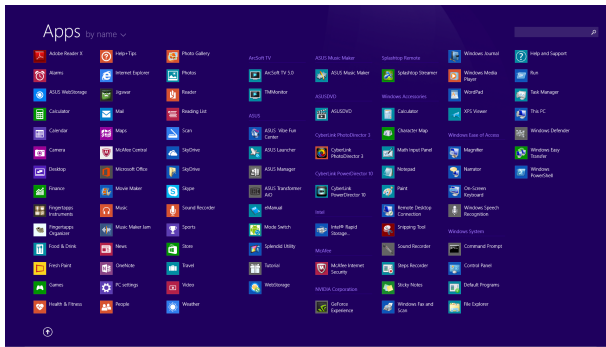 Apps by name
Adobe Reader X
Alarms
ASUS WebStorage
Calculator
Calendar
Camera
Desktop
Finance
Fingertapps
Instruments
Fingertapps
Organizer
Food & Drink
Fresh Paint
Games
Health & Fitness
Help+Tips
Internet Explorer
Jigswar
Mail
Maps
McAfee Central
Microsoft Office
Movie Maker
Music
Music Maker Jam
News
OneNote
PC settings
People
Photo Gallery
Photos
Reader
Reading List
Scan
SkyDrive
SkyDrive
Skype
Sound Recorder
Sports
Store
Travel
Video
Weather
ArcSoft TV
ArcSoft TV 5.0
TMMonitor
ASUS
ASUS Vibe Fun
Center
ASUS Launcher
ASUS Manager
ASUS Transformer
AIO
eManual
Mode Switch
Splendid Utility
Tutorial
WebStorage
ASUS Music Maker
ASUS Music Maker
ASUSDVD
ASUSDVD
CyberLink PhotoDirector 3
CyberLink
PhotoDirector 3
CyberLink PowerDirector 10
CyberLink
PowerDirector 10
Intel
Intel® Rapid
Storage...
McAfee
McAfee Internet
Security
NVIDIA Corporation
GeForce
Experience
Splashtop Remote
Splashtop Streamer
Windows Accessories
Calculator
Character Map
Math Input Panel
Notepad
Paint
Remote Desktop
Connection
Snipping Tool
Sound Recorder
Steps Recorder
Sticky Notes
Windows Fax and
Scan
Windows Journal
Windows Media
Player
WordPad
XPS Viewer
Windows Ease of Access
Magnifier
Narrator
On-Screen
Keyboard
Windows Speech
Recognition
Windows System
Command Prompt
Control Panel
Default Programs
File Explorer
Help and Support
Run
Task Manager
This PC
Windows Defender
Windows Easy
Transfer
Windows
PowerShell